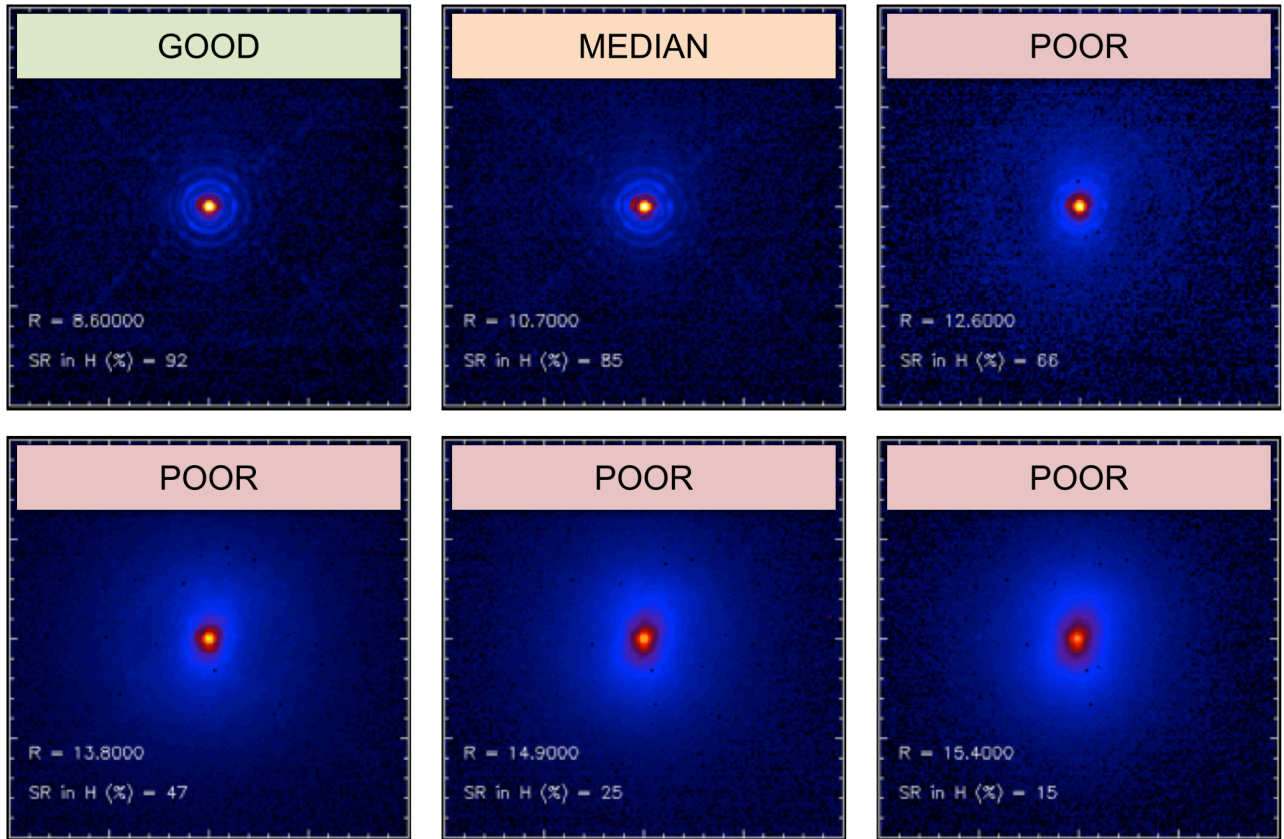 GOOD
R = 8.60000
SR in H (%) = 92
MEDIAN
R = 10.7000
SR in H (%) = 85
POOR
R = 12.6000
SR in H (%) = 66
POOR
R = 13.8000
SR in H (%) = 47
POOR
R = 14.9000
SR in H (%) = 25
POOR
R = 15.4000
SR in H (%) = 15